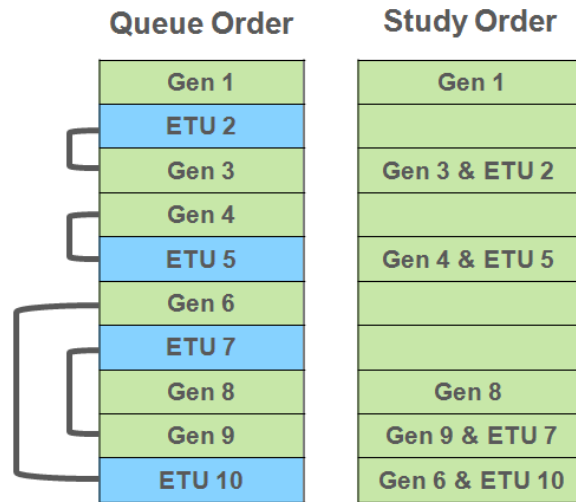 Queue Order
Study Order
Gen 1
Gen 1
ETU 2
Gen 3
Gen 3 & ETU 2
Gen 4
ETU 5
Gen 4 & ETU 5
Gen 6
ETU 7
Gen 8
Gen 8
Gen 9
Gen 9 & ETU 7
ETU 10
Gen 6 & ETU 10